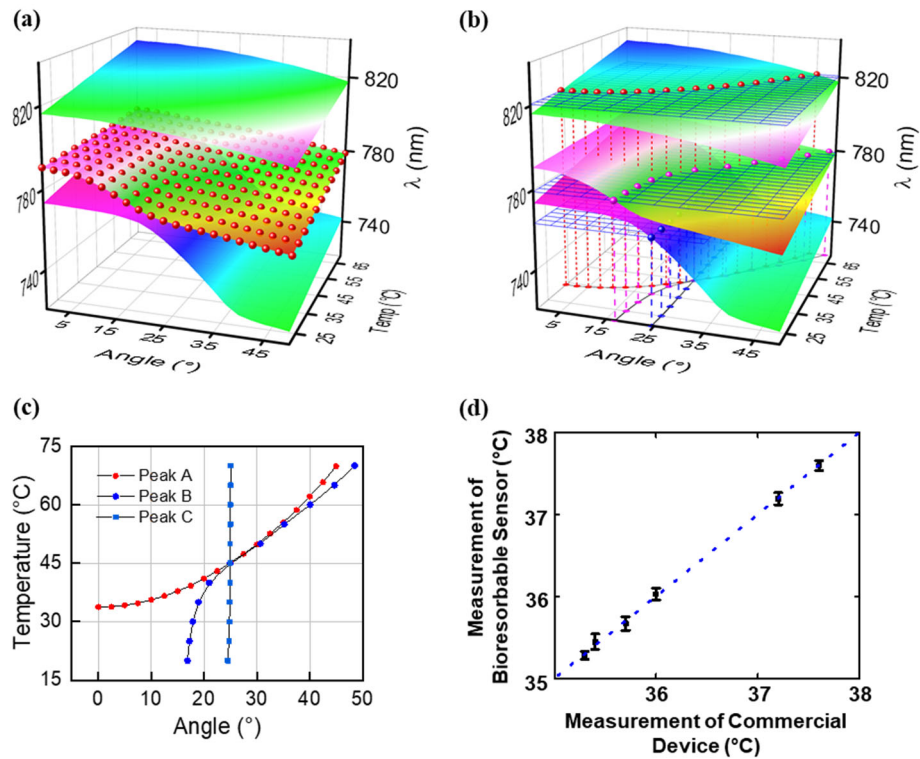 (a)
820
780
740
820
780
740
λ (nm)
5
15
25
35
45
Angle (°)
25
35
45
55
65
Temp (°C)
(b)
820
780
740
820
780
740
λ (nm)
5
15
25
35
45
Angle (°)
25
35
45
55
65
Temp (°C)
(c)
75
60
45
30
15
Temperature (°C)
Peak A
Peak B
Peak C
0 10 20 30 40 50
Angle (°)
(d)
38
37
36
35
Measurement of
Bioresorbable Sensor (°C)
36 37 38
Measurement of Commercial
Device (°C)